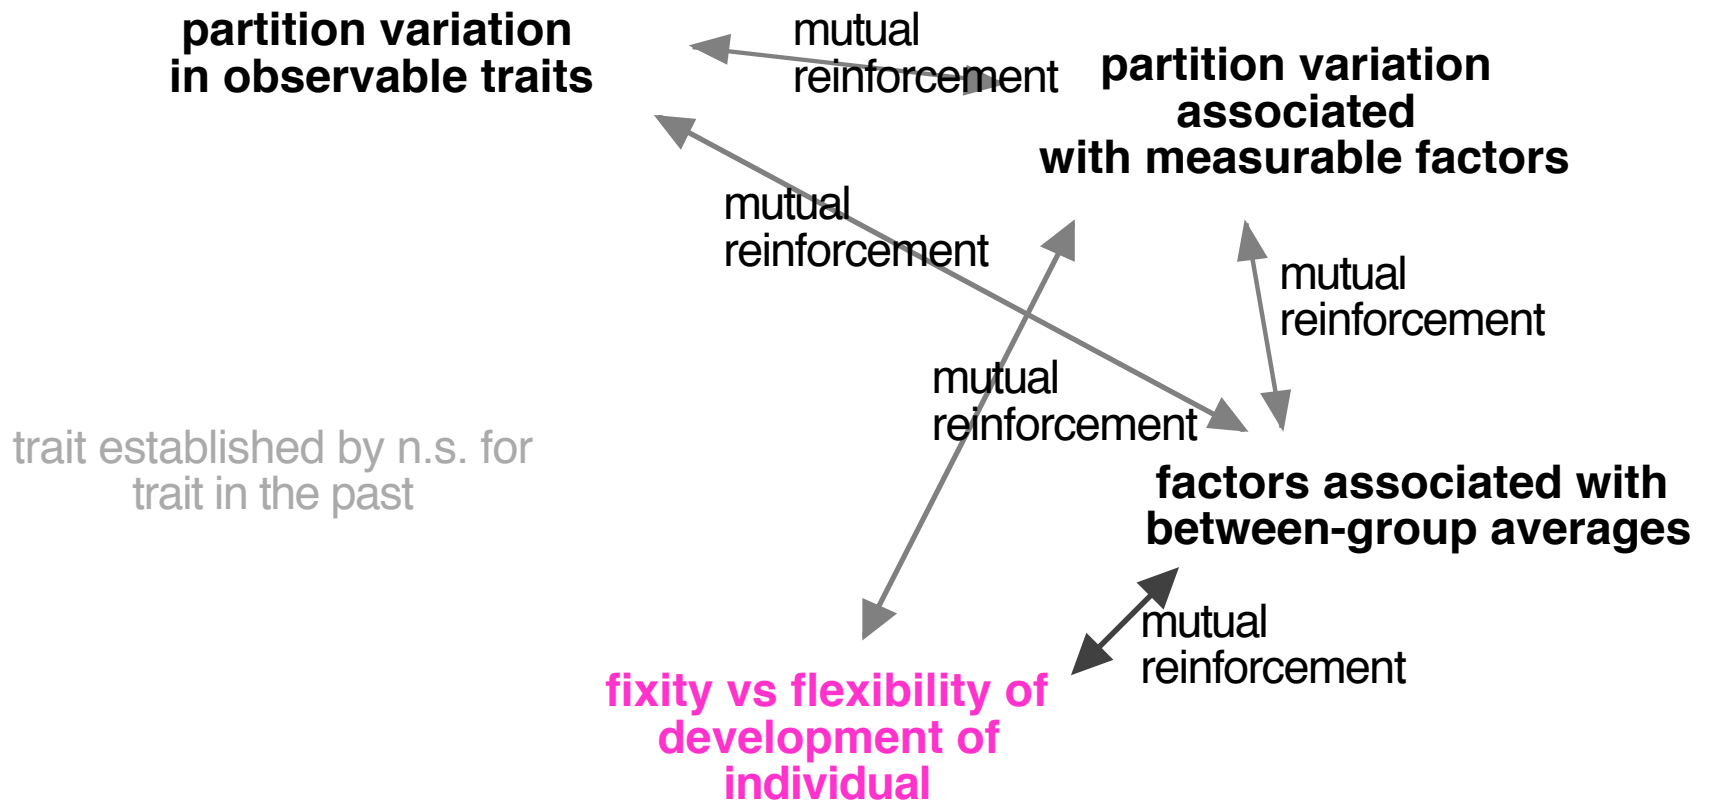 partition variation
in observable traits
mutual
reinforcement
partition variation
associated
with measurable factors
mutual
reinforcement
mutual
reinforcement
mutual
reinforcement
trait established by n.s. for
trait in the past
factors associated with
between-group averages
mutual
reinforcement
fixity vs flexibility of
development of
individual